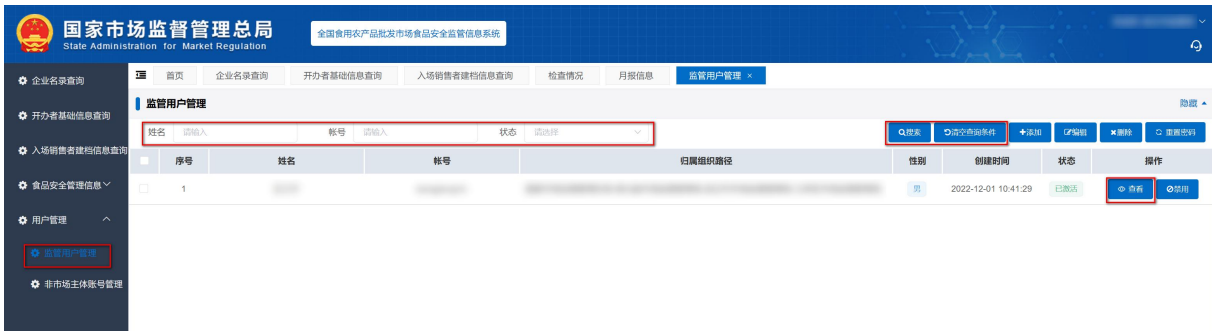 国家市场监督管理总局
State Administration for Market Regulation
全国食用农产品批发市场食品安全监管信息系统
企业名录查询
开办者基础信息查询
入场销售者建档信息查询
食品安全管理信息
用户管理
监管用户管理
非市场主体账号管理
首页 企业名录查询 开办者基础信息查询 入场销售者建档信息查询 检查情况 月报信息 监管用户管理 ×
监管用户管理 隐藏
姓名 请输入 帐号 请输入 状态 请选择 搜索 清空查询条件 +添加 编辑 删除 重置密码
序号 姓名 帐号 归属组织路径 性别 创建时间 状态 操作
1 男 2022-12-01 10:41:29 已激活 查看 禁用